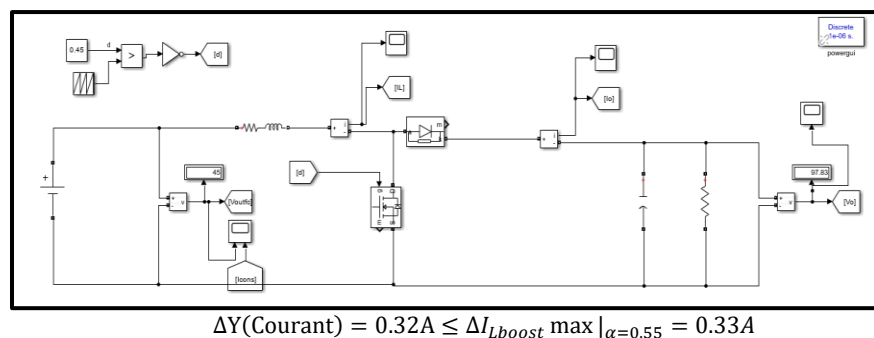 Discrete
1e-06 s.
powergui
0.45
d
>
[d]
[IL]
[Io]
+
i
-
m
a
k
+
i
-
[d]
45
97.83
+
+
-
v
[Voutfc]
g
D
E
S
+
-
v
[Vo]
[Icons]
ΔY(Courant) = 0.32A ≤ ΔI_Lboost max |_α=0.55 = 0.33A